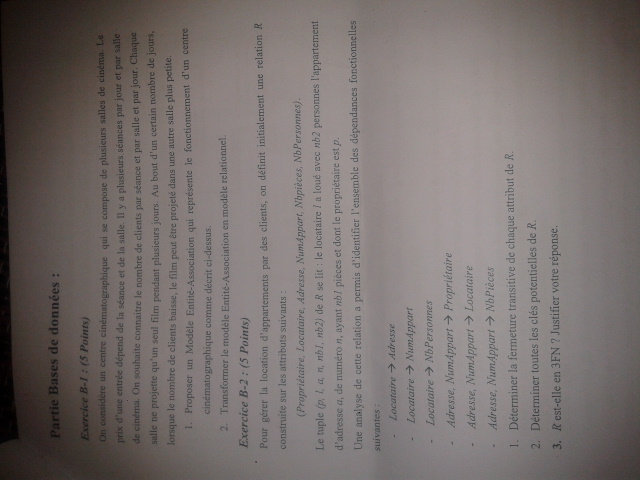 Partie Bases de données :
Exercice B-1 : (5 Points)
On considère un centre cinématographique qui se compose de plusieurs salles de cinéma. Le
prix d'une entrée dépend de la séance et de la salle. Il y a plusieurs séances par jour et par salle
de cinéma. On souhaite connaitre le nombre de clients par séance et par salle et par jour. Chaque
salle ne projette qu'un seul film pendant plusieurs jours. Au bout d'un certain nombre de jours,
lorsque le nombre de clients baisse, le film peut être projeté dans une autre salle plus petite.
1. Proposer un Modèle Entité-Association qui représente le fonctionnement d'un centre
cinématographique comme décrit ci-dessus.
2. Transformer le modèle Entité-Association en modèle relationnel.
Exercice B-2 : (5 Points)
Pour gérer la location d'appartements par des clients, on définit initialement une relation R
construite sur les attributs suivants :
(Propriétaire, Locataire, Adresse, NumAppart, Nbpièces, NbPersonnes).
Le tuple (p, l, a, n, nb1, nb2) de R se lit : le locataire l a loué avec nb2 personnes l'appartement
d'adresse a, de numéro n, ayant nb1 pièces et dont le propriétaire est p.
Une analyse de cette relation a permis d'identifier l'ensemble des dépendances fonctionnelles
suivantes :
- Locataire → Adresse
- Locataire → NumAppart
- Locataire → NbPersonnes
- Adresse, NumAppart → Propriétaire
- Adresse, NumAppart → Locataire
- Adresse, NumAppart → NbPièces
1. Déterminer la fermeture transitive de chaque attribut de R.
2. Déterminer toutes les clés potentielles de R.
3. R est-elle en 3FN ? Justifier votre réponse.